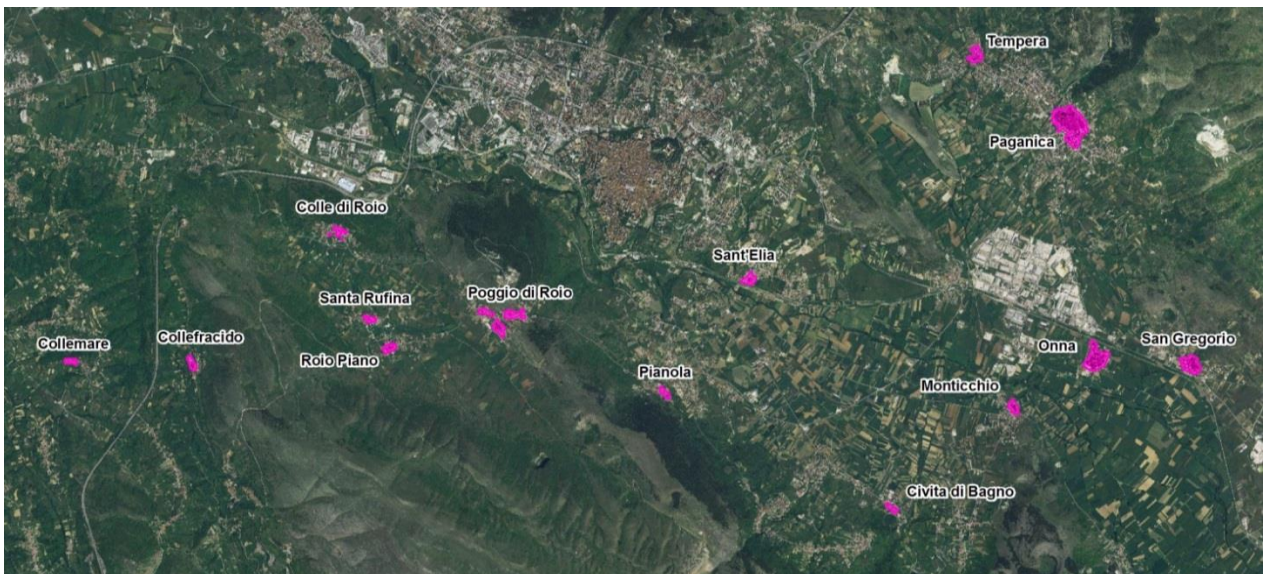 Tempera
Paganica
Colle di Roio
Sant'Elia
Santa Rufina
Poggio di Roio
Collemare
Collefracido
Roio Piano
Onna
San Gregorio
Pianola
Monticchio
Civita di Bagno